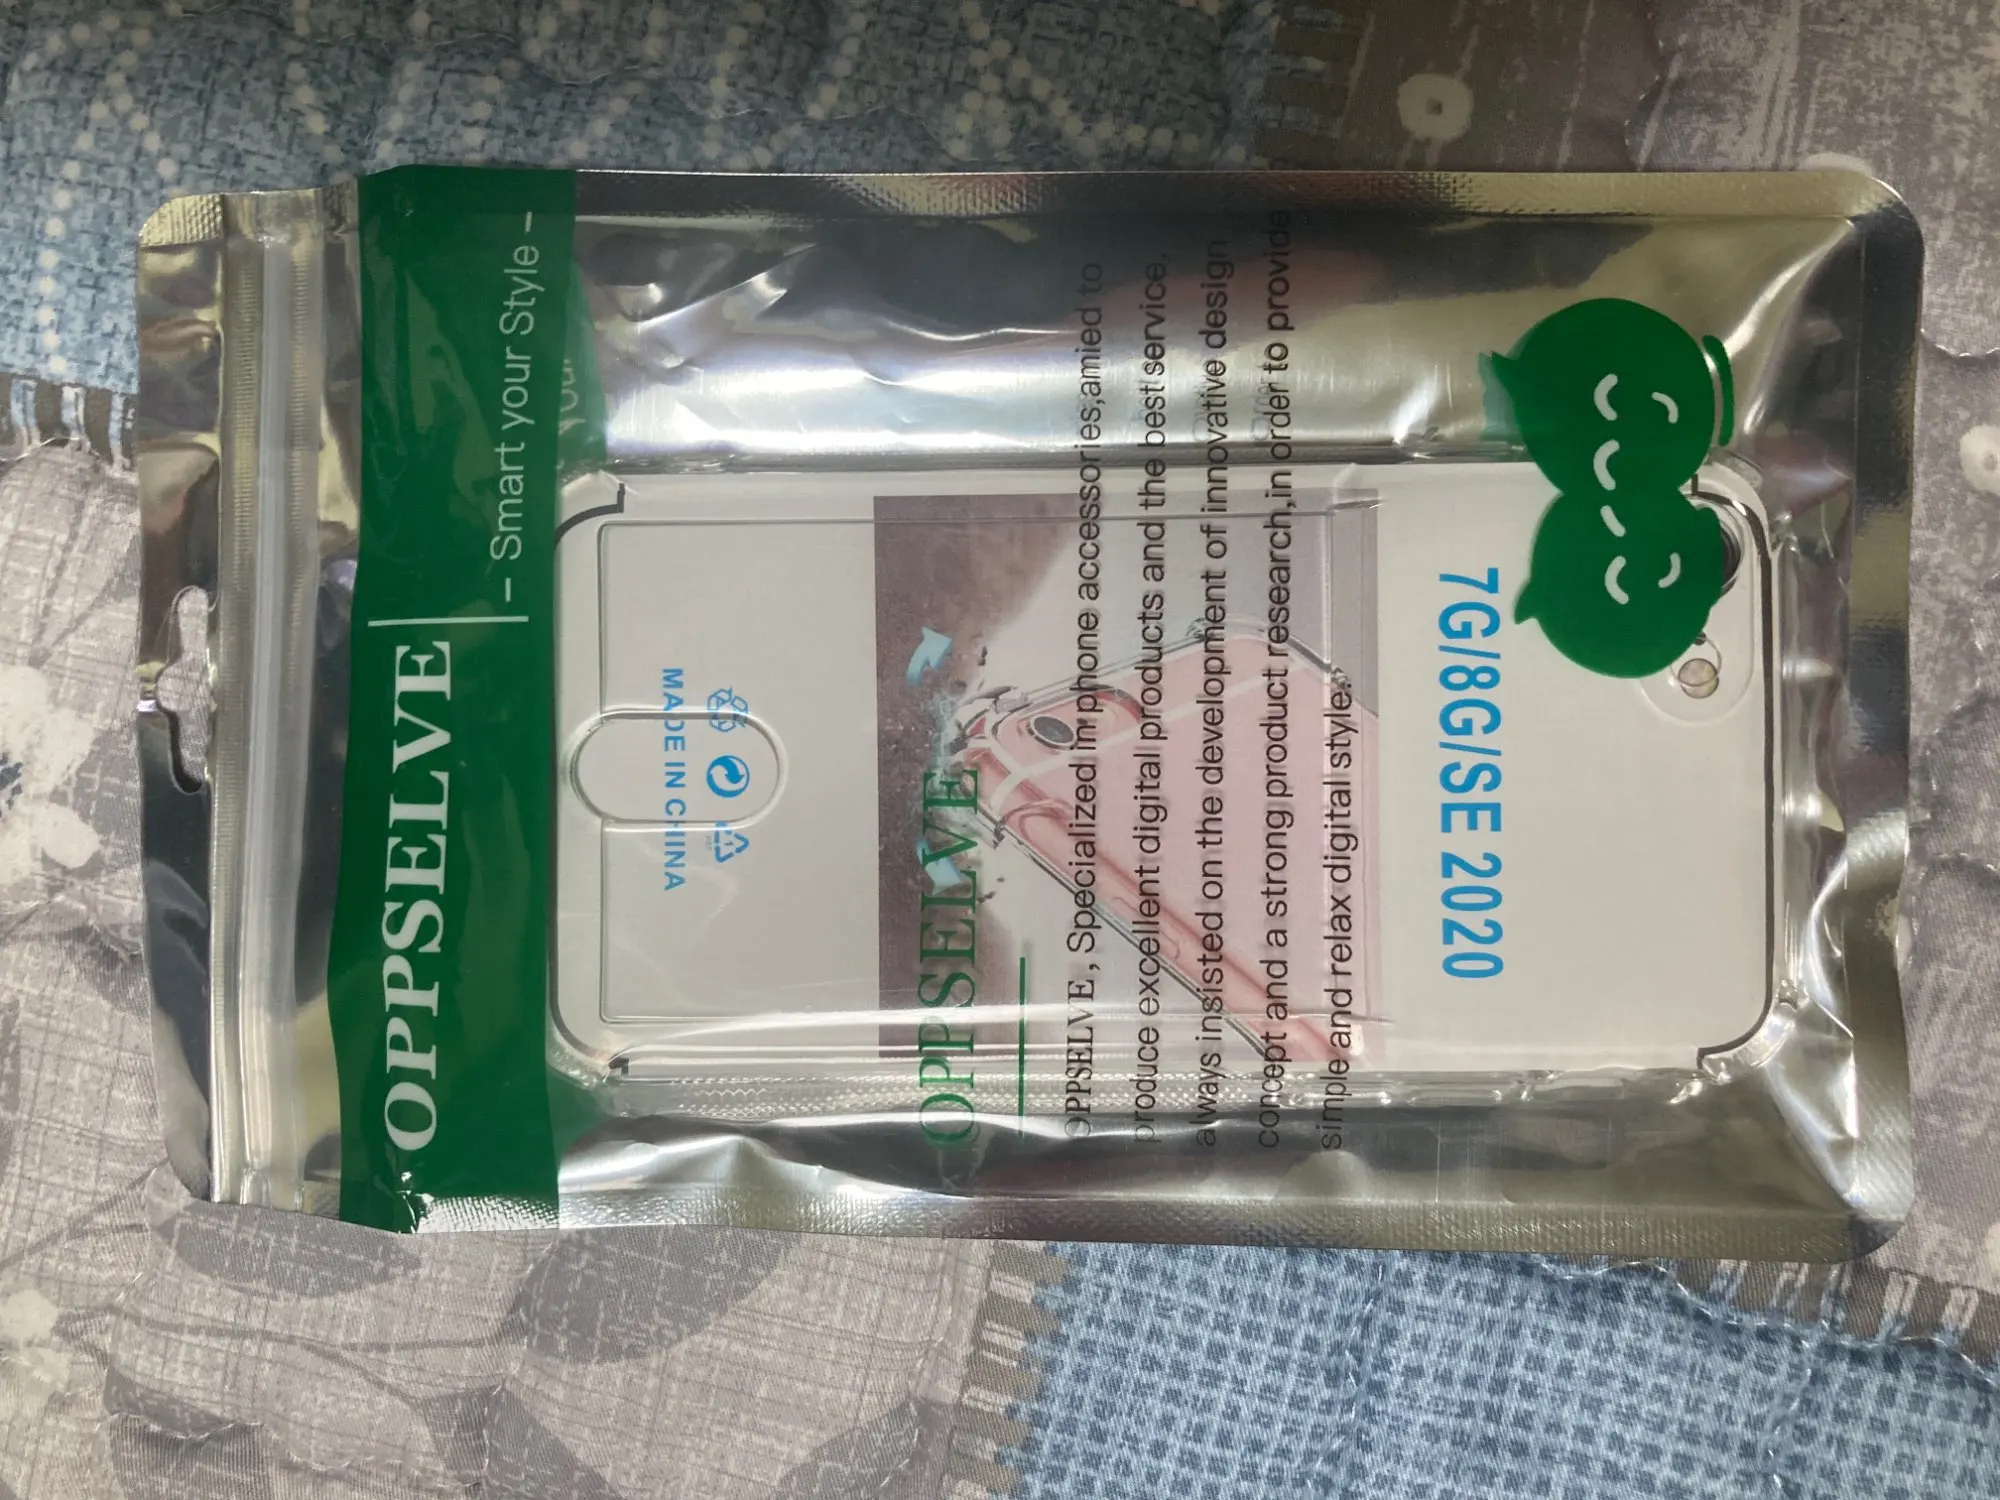 OPPSELVE
– Smart your Style –
MADE IN CHINA
OPPSELVE
OPPSELVE, Specialized in phone accessories,amied to
produce excellent digital products and the best service,
always insisted on the development of innovative design
concept and a strong product research,in order to provide
simple and relax digital style.
7G/8G/SE 2020